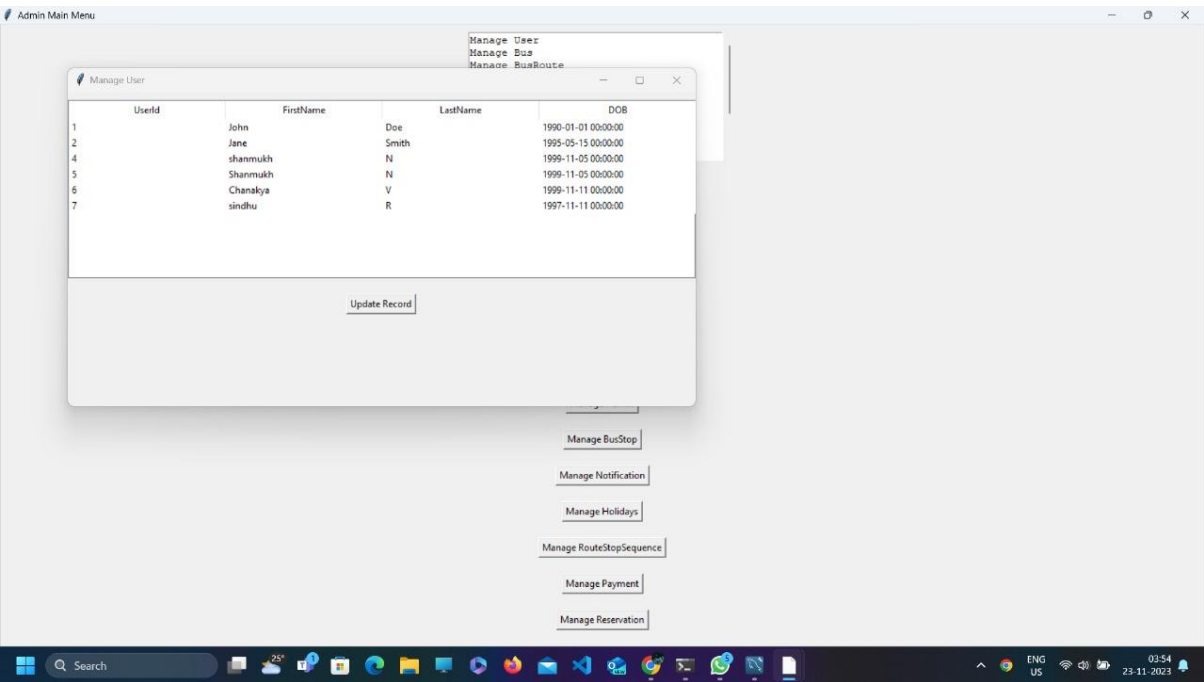 Admin Main Menu
Manage User
Manage Bus
Manage BusRoute
Manage User
UserId FirstName LastName DOB
1 John Doe 1990-01-01 00:00:00
2 Jane Smith 1995-05-15 00:00:00
4 shanmukh N 1999-11-05 00:00:00
5 Shanmukh N 1999-11-05 00:00:00
6 Chanakya V 1999-11-11 00:00:00
7 sindhu R 1997-11-11 00:00:00
Update Record
Manage BusStop
Manage Notification
Manage Holidays
Manage RouteStopSequence
Manage Payment
Manage Reservation
Search
25°
1
ENG
US
03:54
23-11-2023